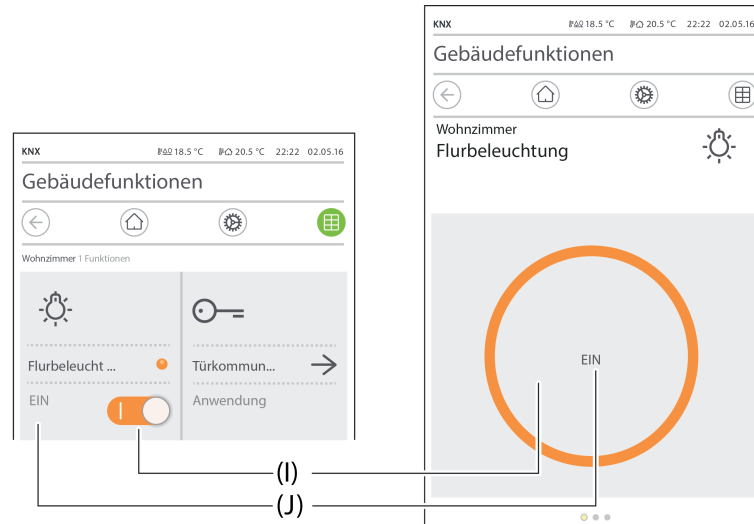 KNX 18.5 °C 20.5 °C 22:22 02.05.16
Gebäudefunktionen
Wohnzimmer 1 Funktionen
Flurbeleucht ...
Türkommun...
EIN
Anwendung
KNX 18.5 °C 20.5 °C 22:22 02.05.16
Gebäudefunktionen
Wohnzimmer
Flurbeleuchtung
EIN
(I)
(J)